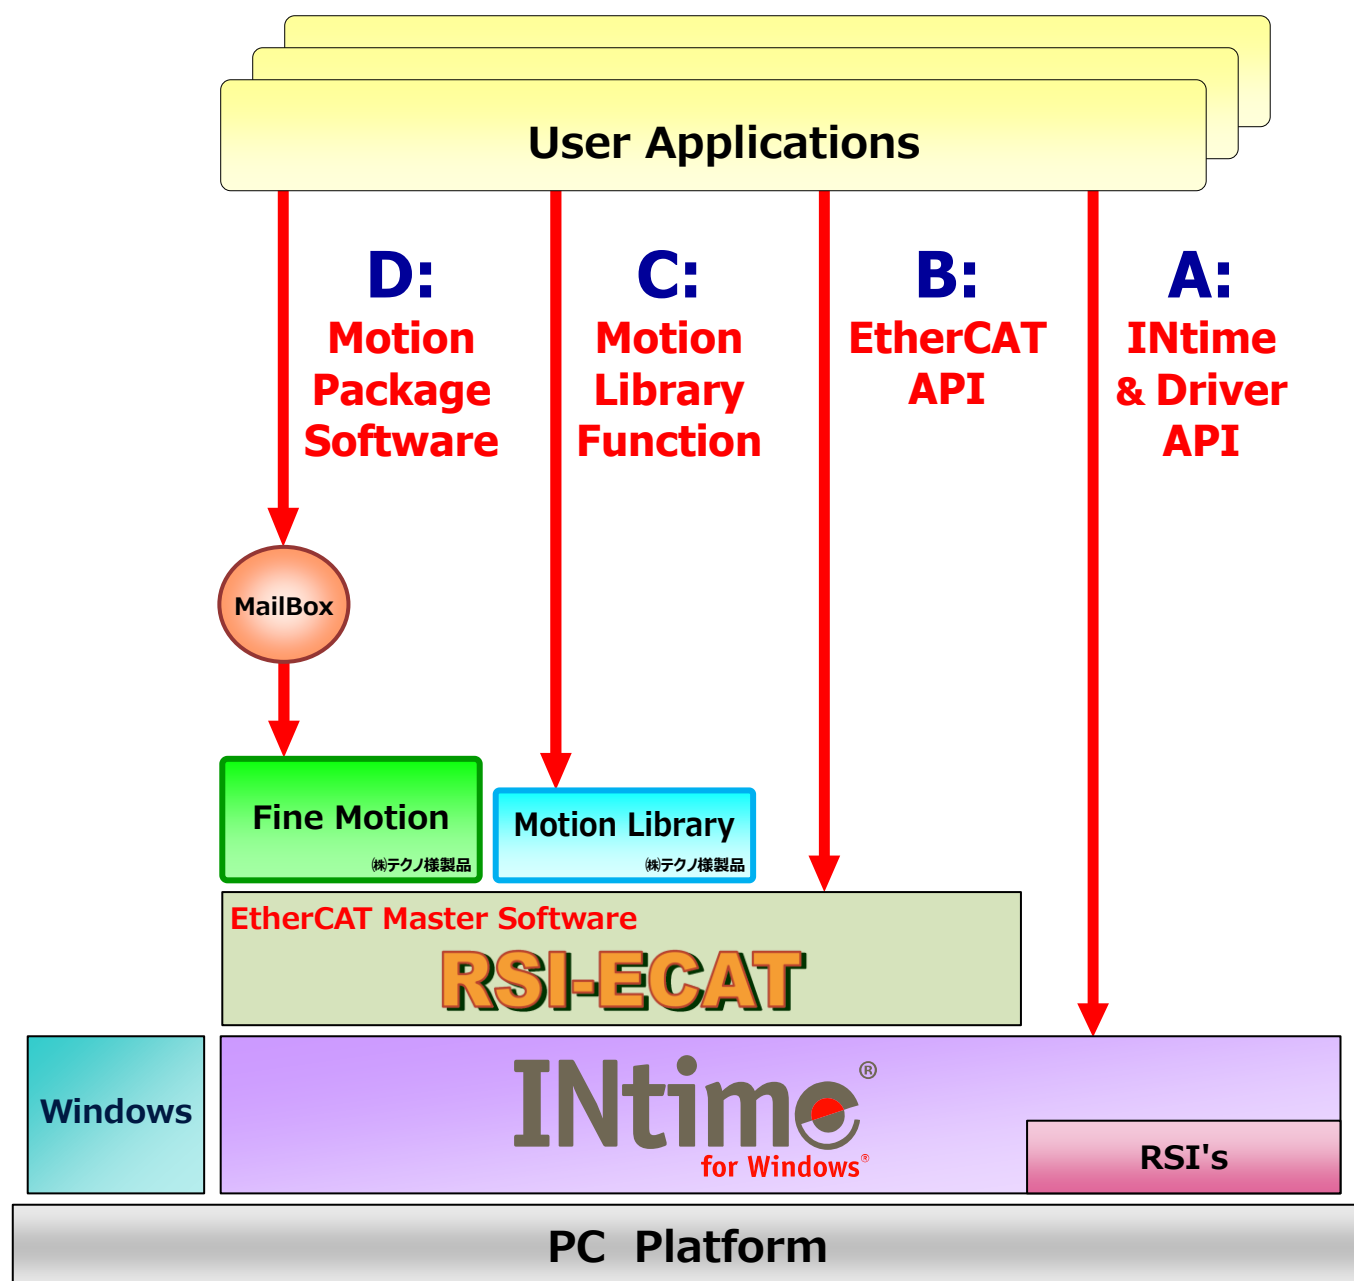 User Applications
D:
Motion
Package
Software
C:
Motion
Library
Function
B:
EtherCAT
API
A:
INtime
& Driver
API
MailBox
Fine Motion
㈱テクノ様製品
Motion Library
㈱テクノ様製品
EtherCAT Master Software
RSI-ECAT
Windows
INtime®
for Windows®
RSI's
PC Platform